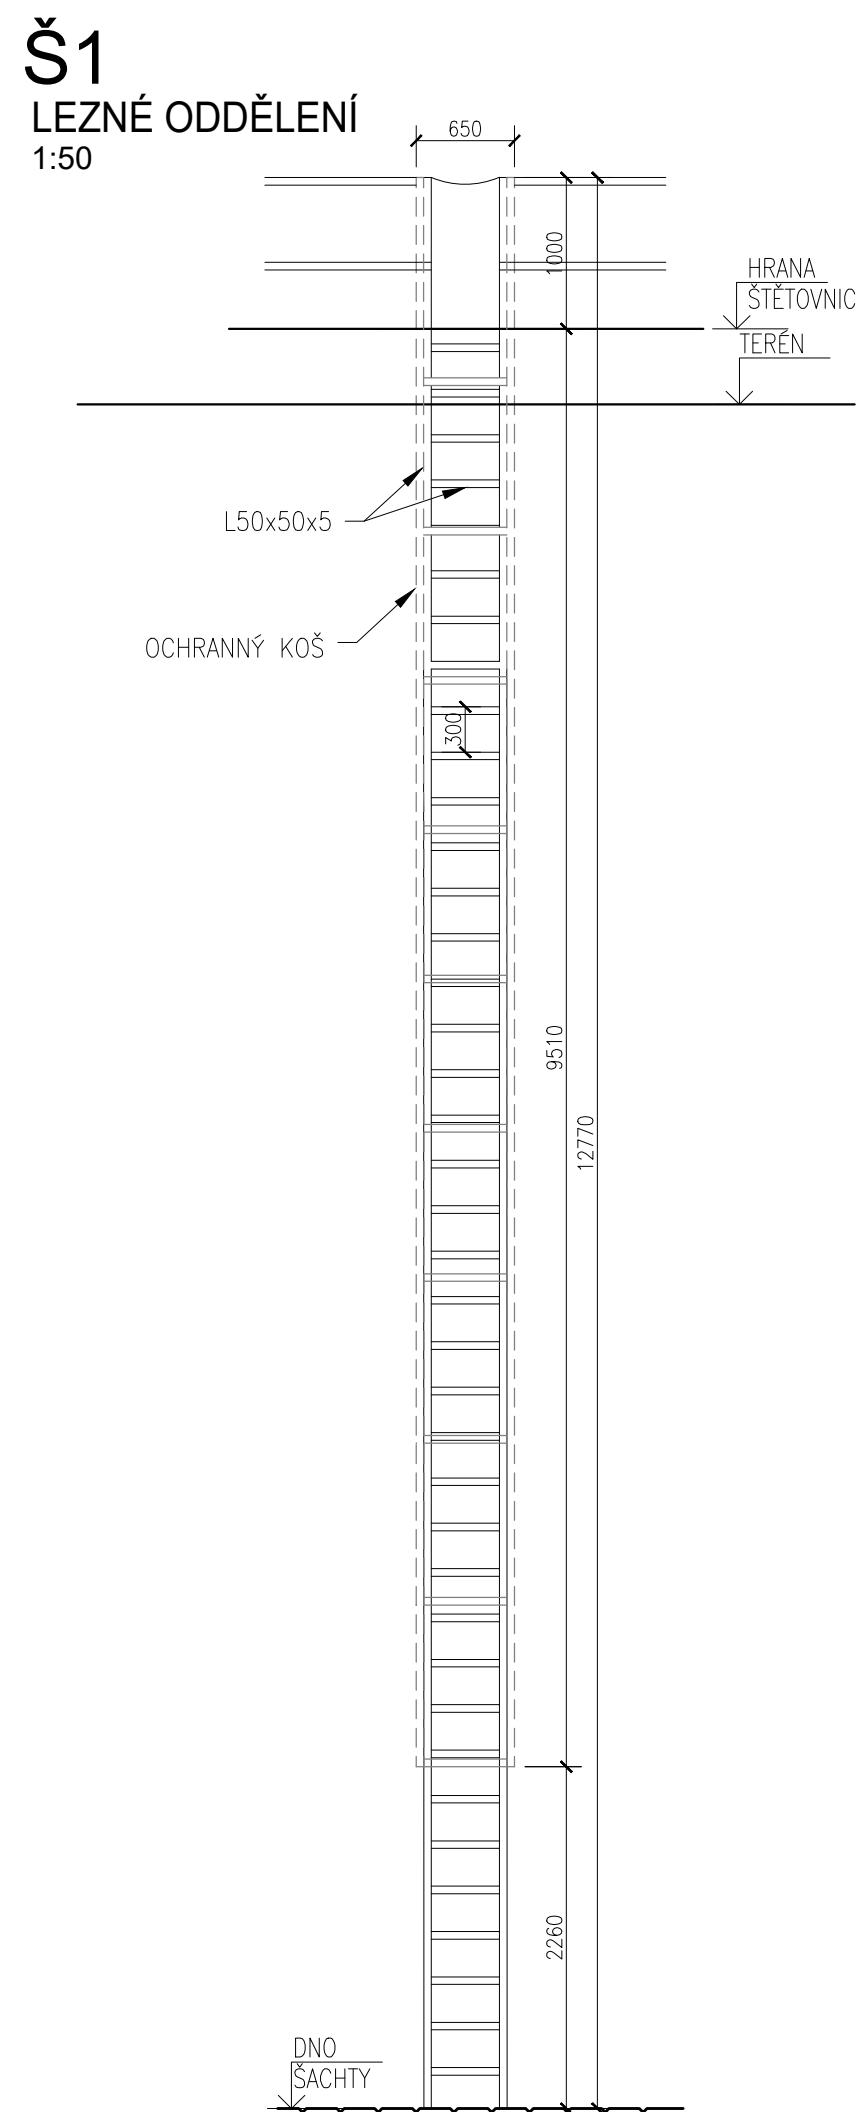 Š1
LEZNÉ ODDĚLENÍ
1:50
650
1000
HRANA
ŠTĚTOVNIC
TERÉN
L50x50x5
OCHRANNÝ KOŠ
300
9510
12770
2260
DNO
ŠACHTY